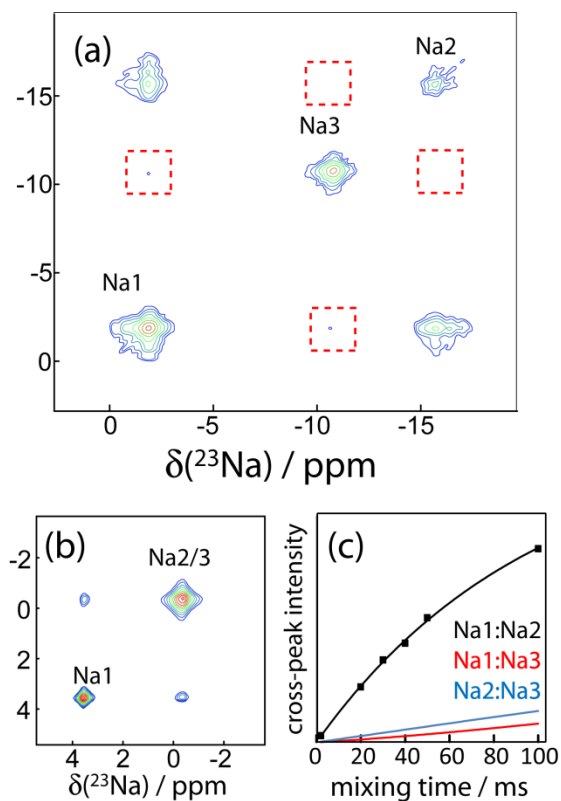 (a)
Na2
-15
Na3
-10
-5
Na1
0
0
-5
-10
-15
δ(²³Na) / ppm
(b)
Na2/3
-2
0
2
Na1
4
4
0
-2
δ(²³Na) / ppm
(c)
cross-peak intensity
Na1:Na2
Na1:Na3
Na2:Na3
0
20
40
60
80
100
mixing time / ms